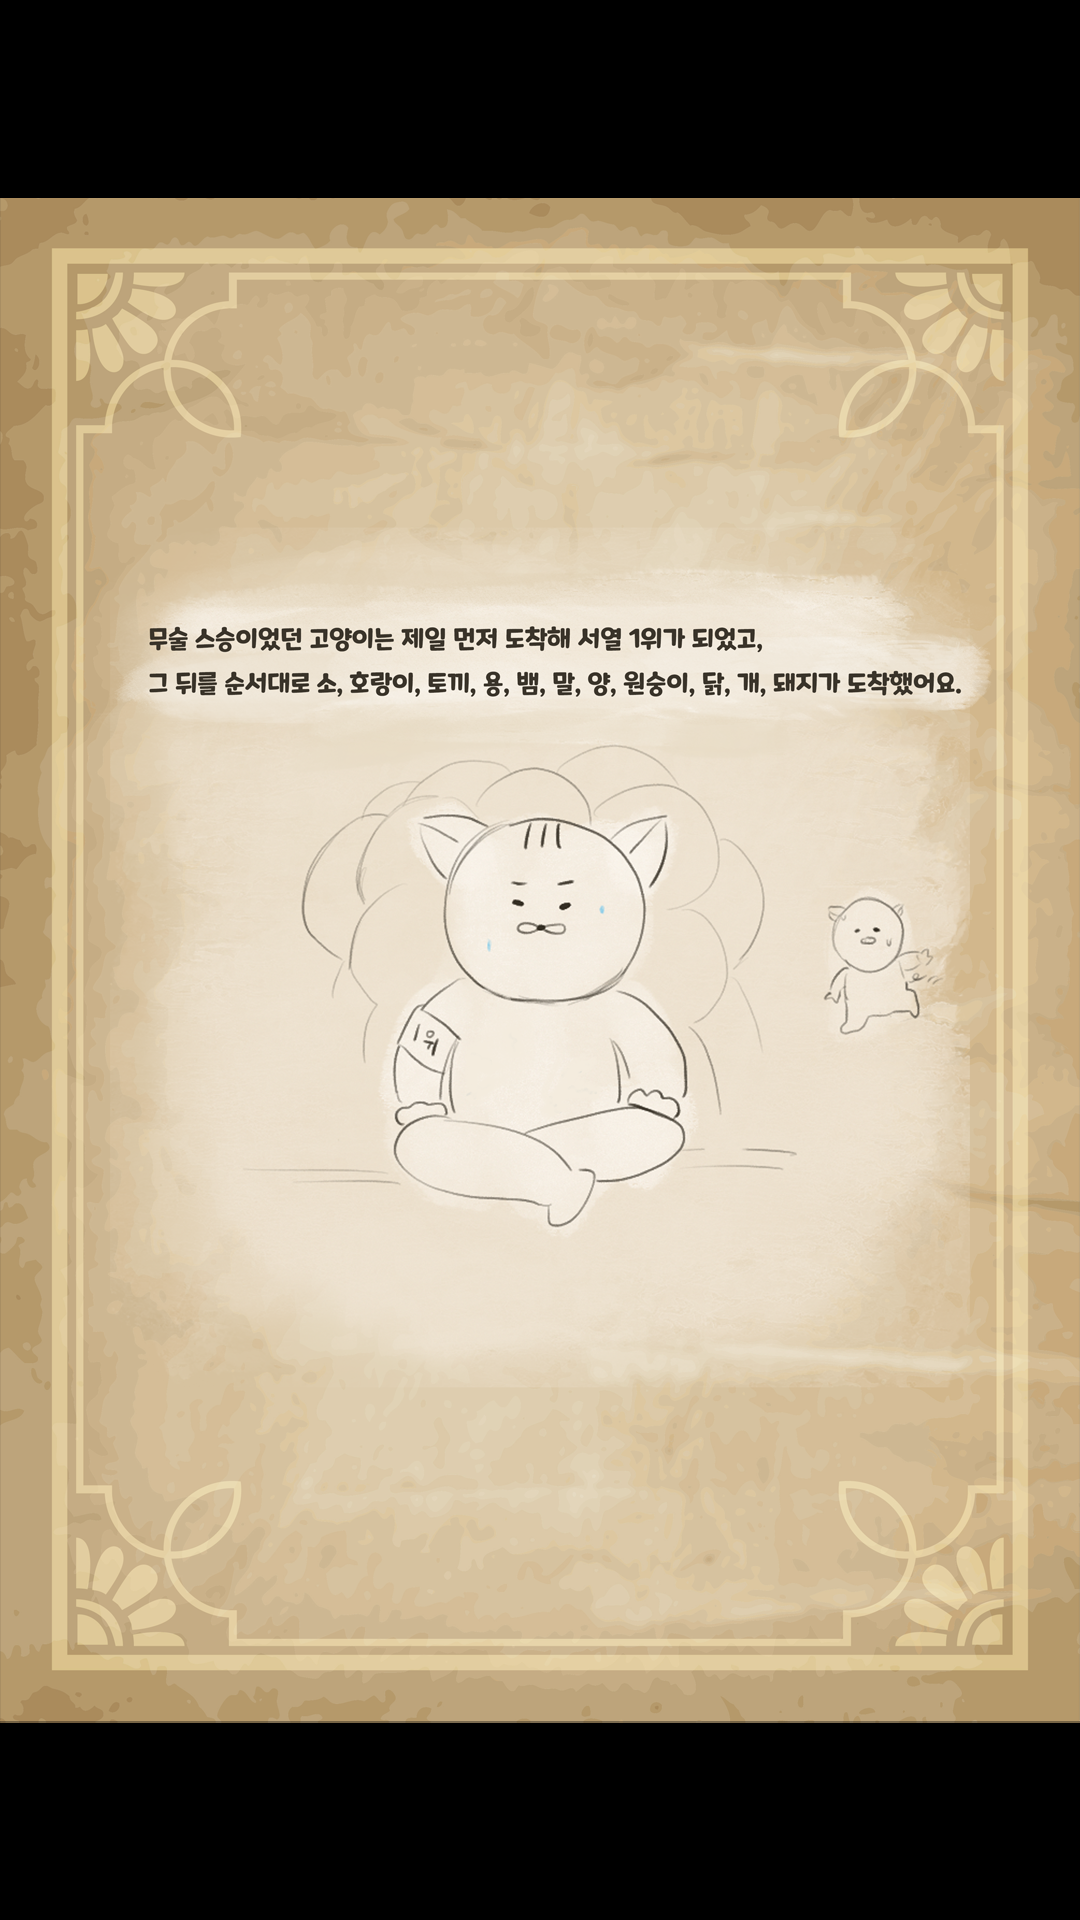 무술 스승이었던 고양이는 제일 먼저 도착해 서열 1위가 되었고,
그 뒤를 순서대로 소, 호랑이, 토끼, 용, 뱀, 말, 양, 원숭이, 닭, 개, 돼지가 도착했어요.
1위